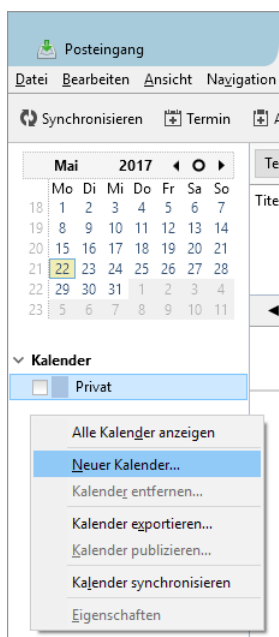 Posteingang
Datei Bearbeiten Ansicht Navigation
Synchronisieren Termin
Mai 2017
Te
Mo Di Mi Do Fr Sa So
Tite
18 1 2 3 4 5 6 7
19 8 9 10 11 12 13 14
20 15 16 17 18 19 20 21
21 22 23 24 25 26 27 28
22 29 30 31 1 2 3 4
23 5 6 7 8 9 10 11
Kalender
Privat
Alle Kalender anzeigen
Neuer Kalender...
Kalender entfernen...
Kalender exportieren...
Kalender publizieren...
Kalender synchronisieren
Eigenschaften